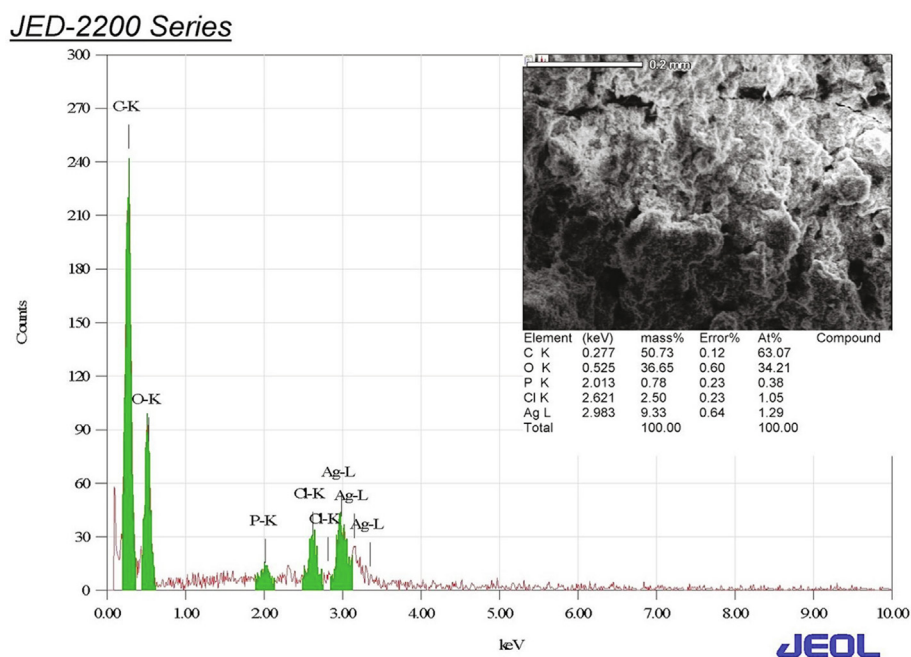 JED-2200 Series
300
270
240
210
180
150
120
90
60
30
0
Counts
C-K
O-K
P-K
Cl-K
Cl-K
Ag-L
Ag-L
Ag-L
0.00 1.00 2.00 3.00 4.00 5.00 6.00 7.00 8.00 9.00 10.00
keV
0.2 mm
Element (keV) mass% Error% At% Compound
C K 0.277 50.73 0.12 63.07
O K 0.525 36.65 0.60 34.21
P K 2.013 0.78 0.23 0.38
Cl K 2.621 2.50 0.23 1.05
Ag L 2.983 9.33 0.64 1.29
Total 100.00 100.00
JEOL